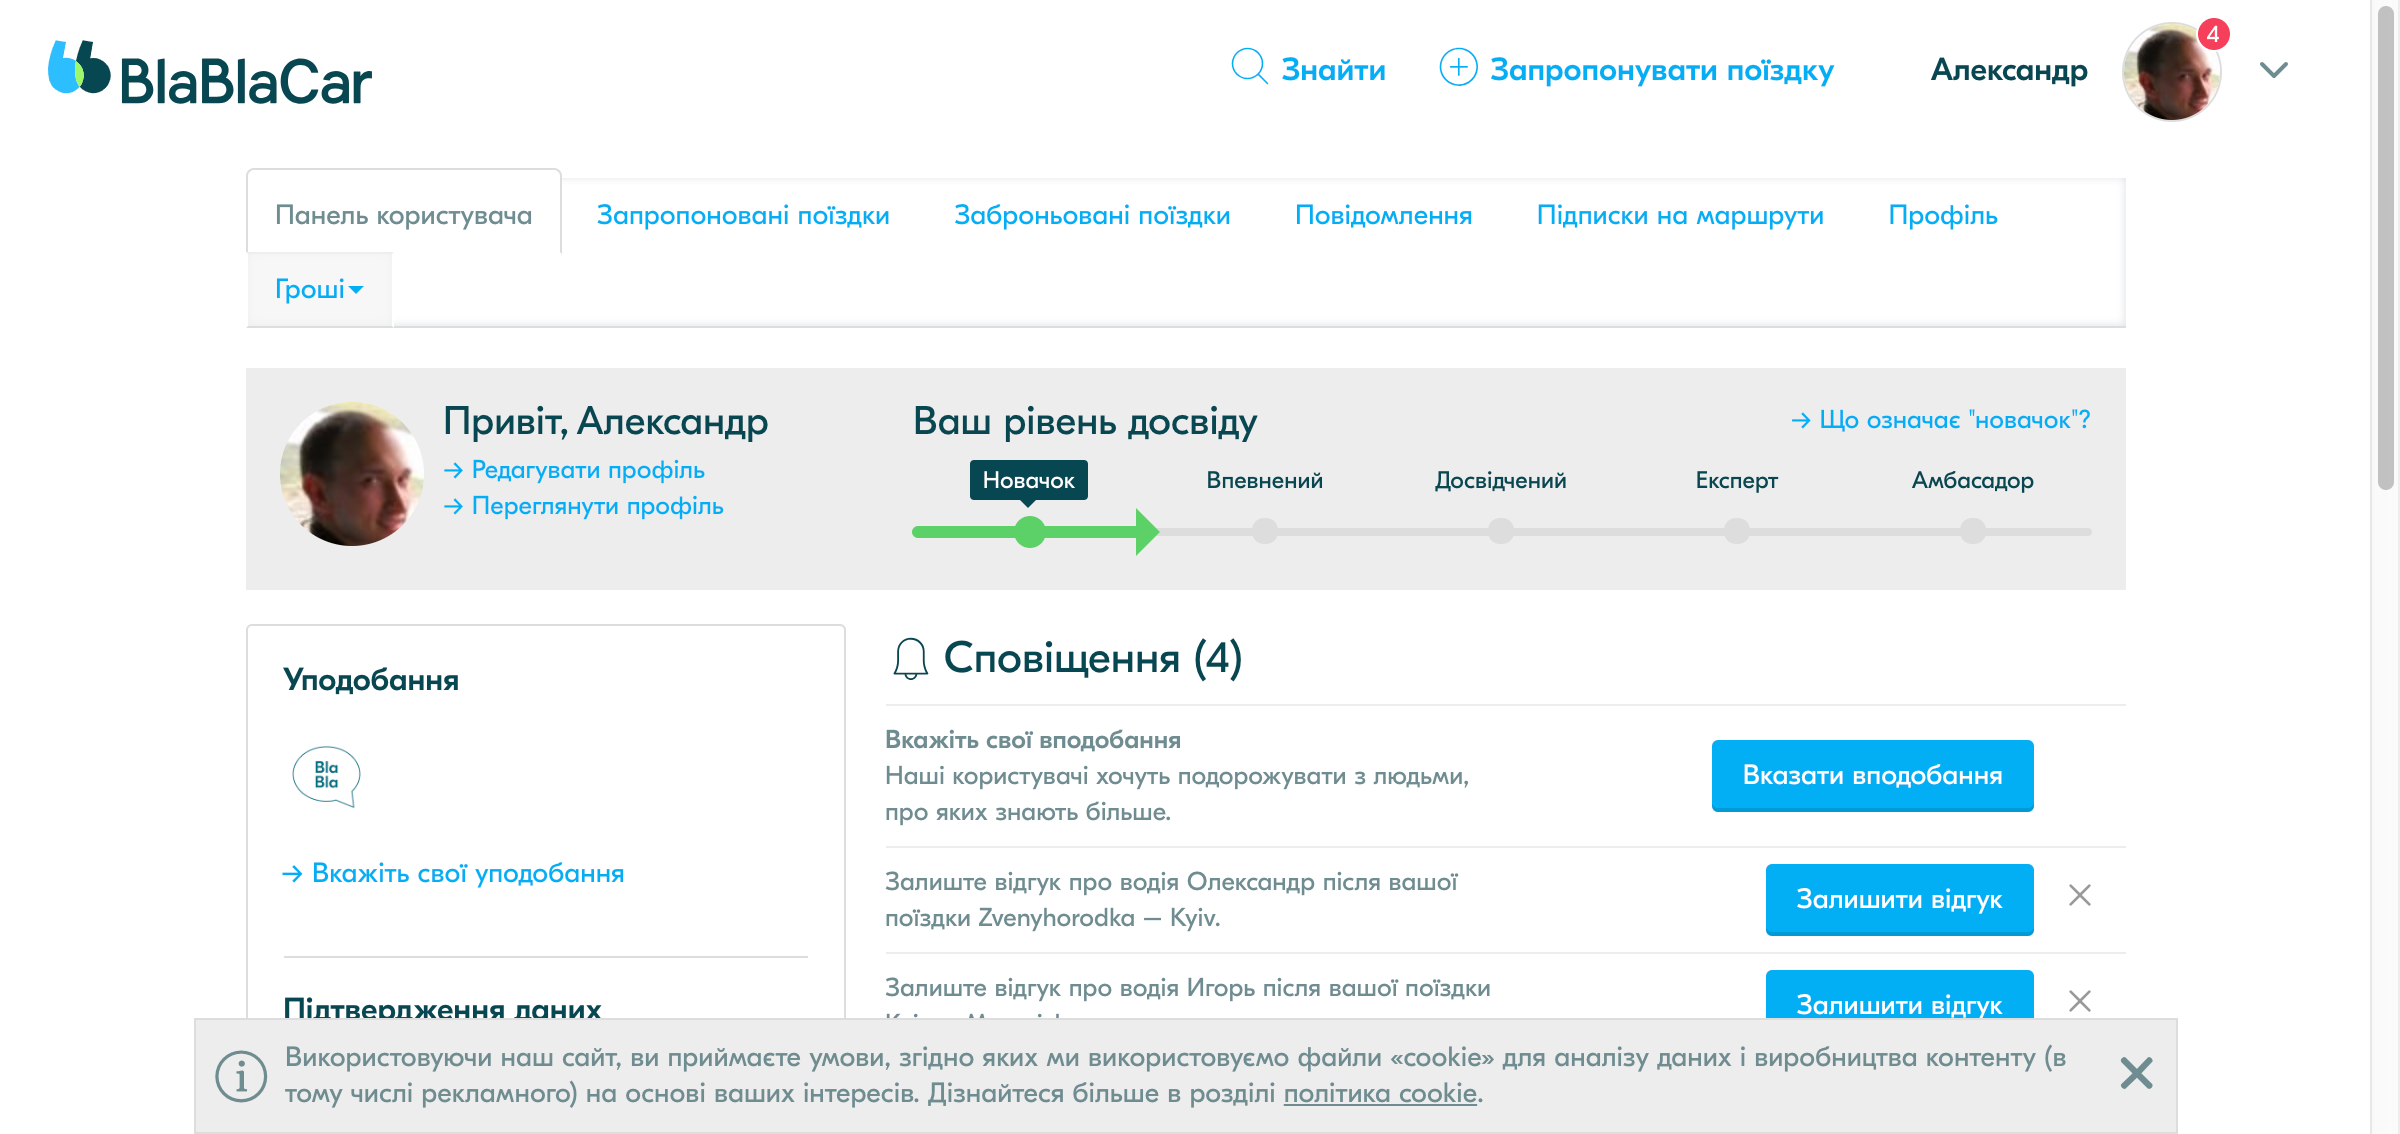 BlaBlaCar
Знайти
Запропонувати поїздку
Александр
4
Панель користувача
Запропоновані поїздки
Заброньовані поїздки
Повідомлення
Підписки на маршрути
Профіль
Гроші
Привіт, Александр
→ Редагувати профіль
→ Переглянути профіль
Ваш рівень досвіду
→ Що означає "новачок"?
Новачок
Впевнений
Досвідчений
Експерт
Амбасадор
Уподобання
Bla
Bla
→ Вкажіть свої уподобання
Підтвердження даних
Сповіщення (4)
Вкажіть свої вподобання
Наші користувачі хочуть подорожувати з людьми,
про яких знають більше.
Вказати вподобання
Залиште відгук про водія Олександр після вашої
поїздки Zvenyhorodka – Kyiv.
Залишити відгук
Залиште відгук про водія Игорь після вашої поїздки
Залишити відгук
Використовуючи наш сайт, ви приймаєте умови, згідно яких ми використовуємо файли «cookie» для аналізу даних і виробництва контенту (в
тому числі рекламного) на основі ваших інтересів. Дізнайтеся більше в розділі політика cookie.